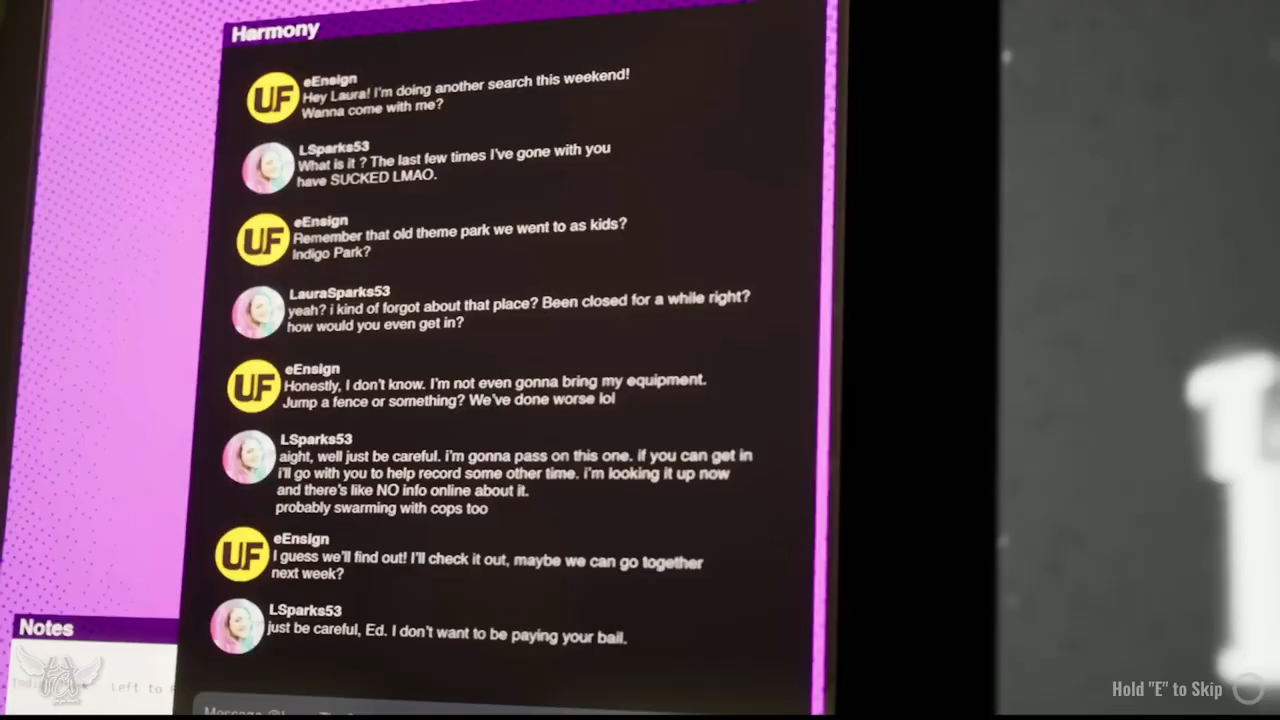 Harmony
UF
eEnsign
Hey Laura! I'm doing another search this weekend!
Wanna come with me?
LSparks53
What is it ? The last few times I've gone with you
have SUCKED LMAO.
UF
eEnsign
Remember that old theme park we went to as kids?
Indigo Park?
LauraSparks53
yeah? i kind of forgot about that place? Been closed for a while right?
how would you even get in?
UF
eEnsign
Honestly, I don't know. I'm not even gonna bring my equipment.
Jump a fence or something? We've done worse lol
LSparks53
aight, well just be careful. i'm gonna pass on this one. if you can get in
i'll go with you to help record some other time. i'm looking it up now
and there's like NO info online about it.
probably swarming with cops too
UF
eEnsign
I guess we'll find out! I'll check it out, maybe we can go together
next week?
LSparks53
just be careful, Ed. I don't want to be paying your bail.
Notes
Left to
Message
Hold "E" to Skip